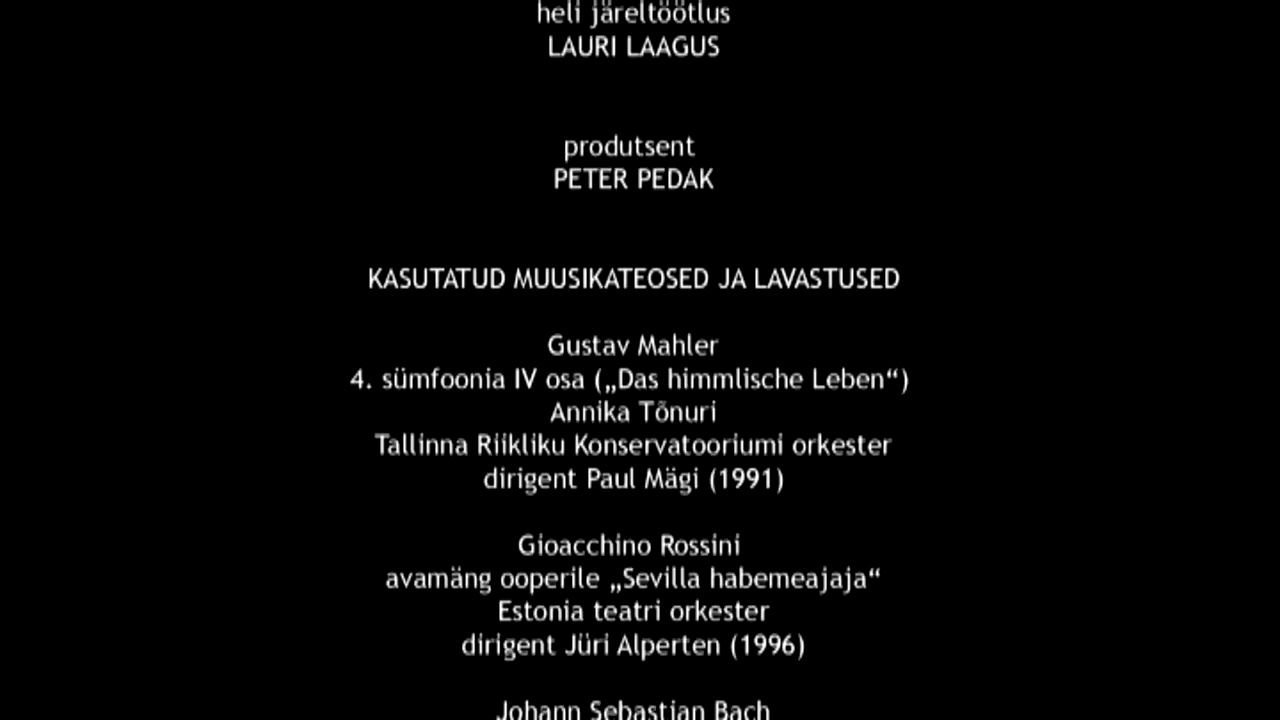 heli järeltöötlus
LAURI LAAGUS
produtsent
PETER PEDAK
KASUTATUD MUUSIKATEOSED JA LAVASTUSED
Gustav Mahler
4. sümfoonia IV osa („Das himmlische Leben“)
Annika Tõnuri
Tallinna Riikliku Konservatooriumi orkester
dirigent Paul Mägi (1991)
Gioacchino Rossini
avamäng ooperile „Sevilla habemeajaja“
Estonia teatri orkester
dirigent Jüri Alperten (1996)
Johann Sebastian Bach